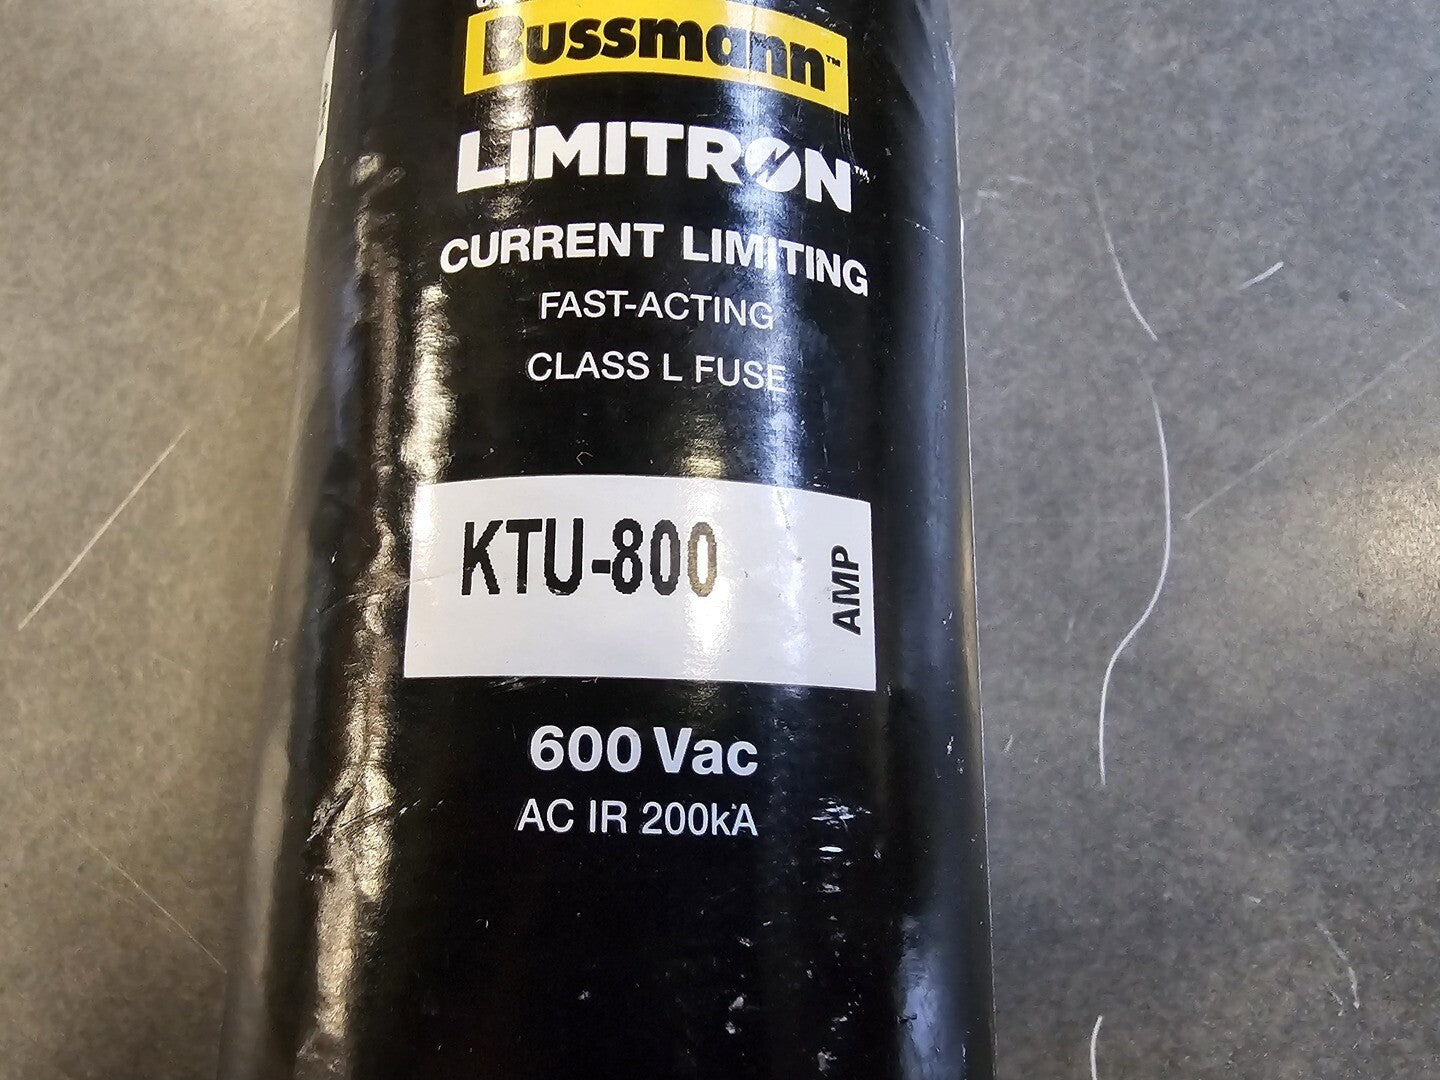 Bussmann™
LIMITRON™
CURRENT LIMITING
FAST-ACTING
CLASS L FUSE
KTU-800
AMP
600 Vac
AC IR 200kA